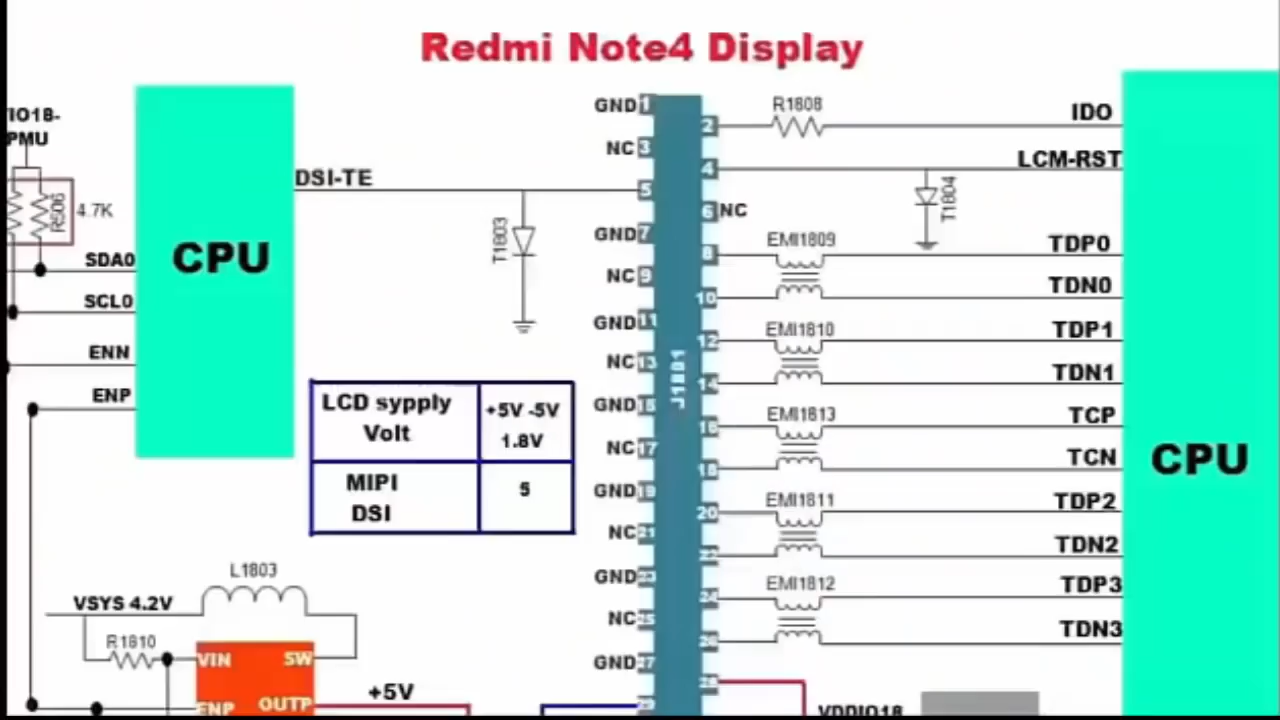 Redmi Note4 Display
IO18-
PMU
R506
4.7K
SDA0
SCL0
ENN
ENP
CPU
DSI-TE
T1803
LCD sypply
Volt
+5V -5V
1.8V
MIPI
DSI
5
L1803
VSYS 4.2V
R1810
VIN
SW
ENP
OUTP
+5V
GND 1
NC 3
5
GND 7
NC 9
GND 11
NC 13
GND 15
NC 17
GND 19
NC 21
GND 23
NC 25
GND 27
29
J1801
2
4
6 NC
8
10
12
14
16
18
20
22
24
26
28
R1808
IDO
LCM-RST
T1804
EMI1809
TDP0
TDN0
EMI1810
TDP1
TDN1
EMI1813
TCP
TCN
EMI1811
TDP2
TDN2
EMI1812
TDP3
TDN3
CPU
VDDIO18